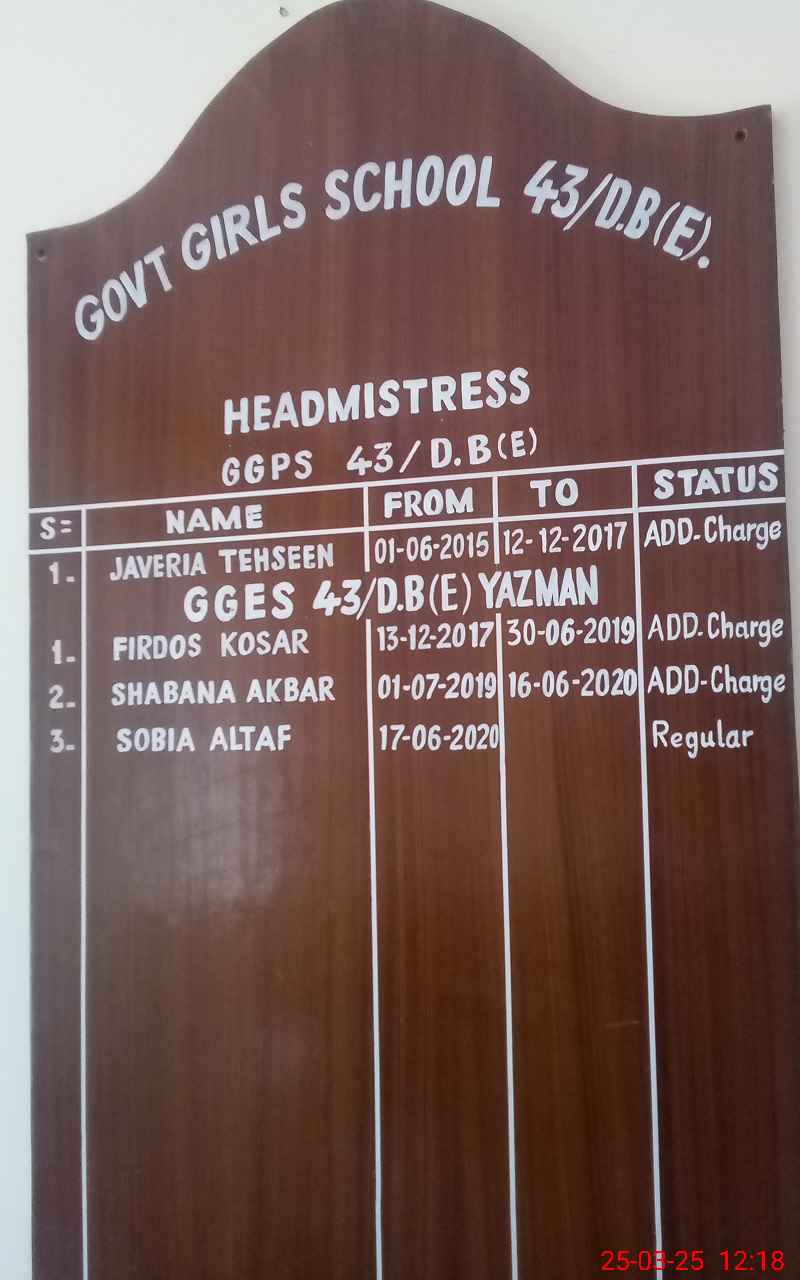 GOVT GIRLS SCHOOL 43/D.B(E).
HEADMISTRESS
GGPS 43/D.B(E)
S= NAME FROM TO STATUS
1- JAVERIA TEHSEEN 01-06-2015 12-12-2017 ADD-Charge
GGES 43/D.B(E) YAZMAN
1- FIRDOS KOSAR 13-12-2017 30-06-2019 ADD-Charge
2- SHABANA AKBAR 01-07-2019 16-06-2020 ADD-Charge
3- SOBIA ALTAF 17-06-2020 Regular
25-03-25 12:18